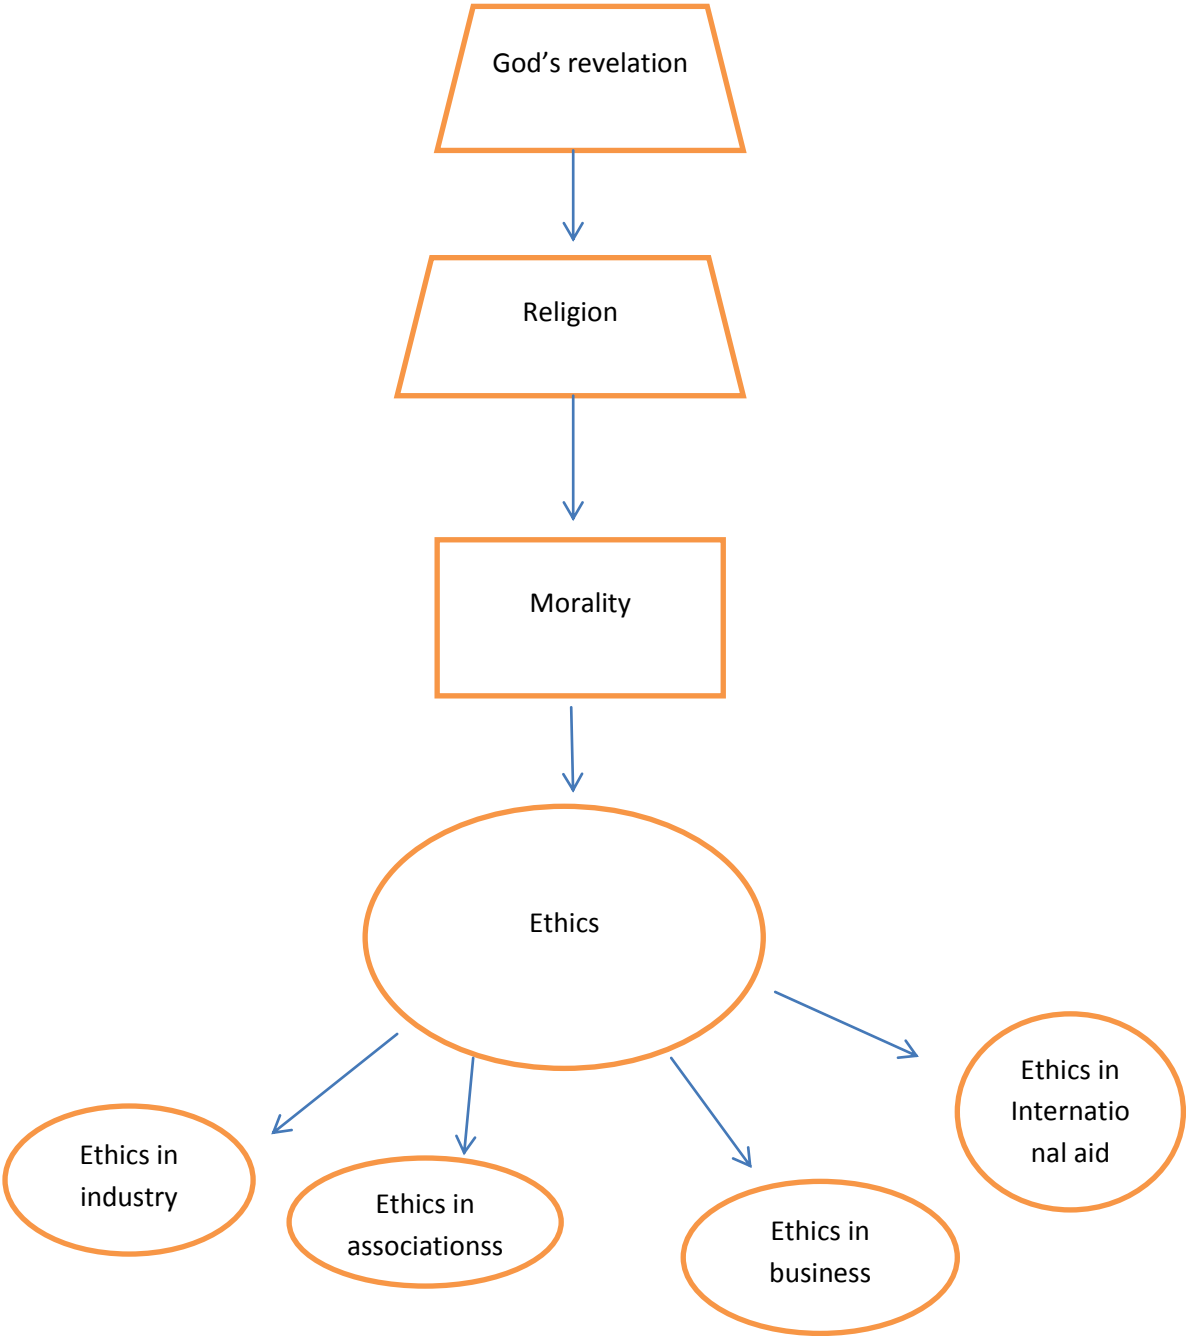 God’s revelation
Religion
Morality
Ethics
Ethics in
industry
Ethics in
associationss
Ethics in
business
Ethics in
Internatio
nal aid